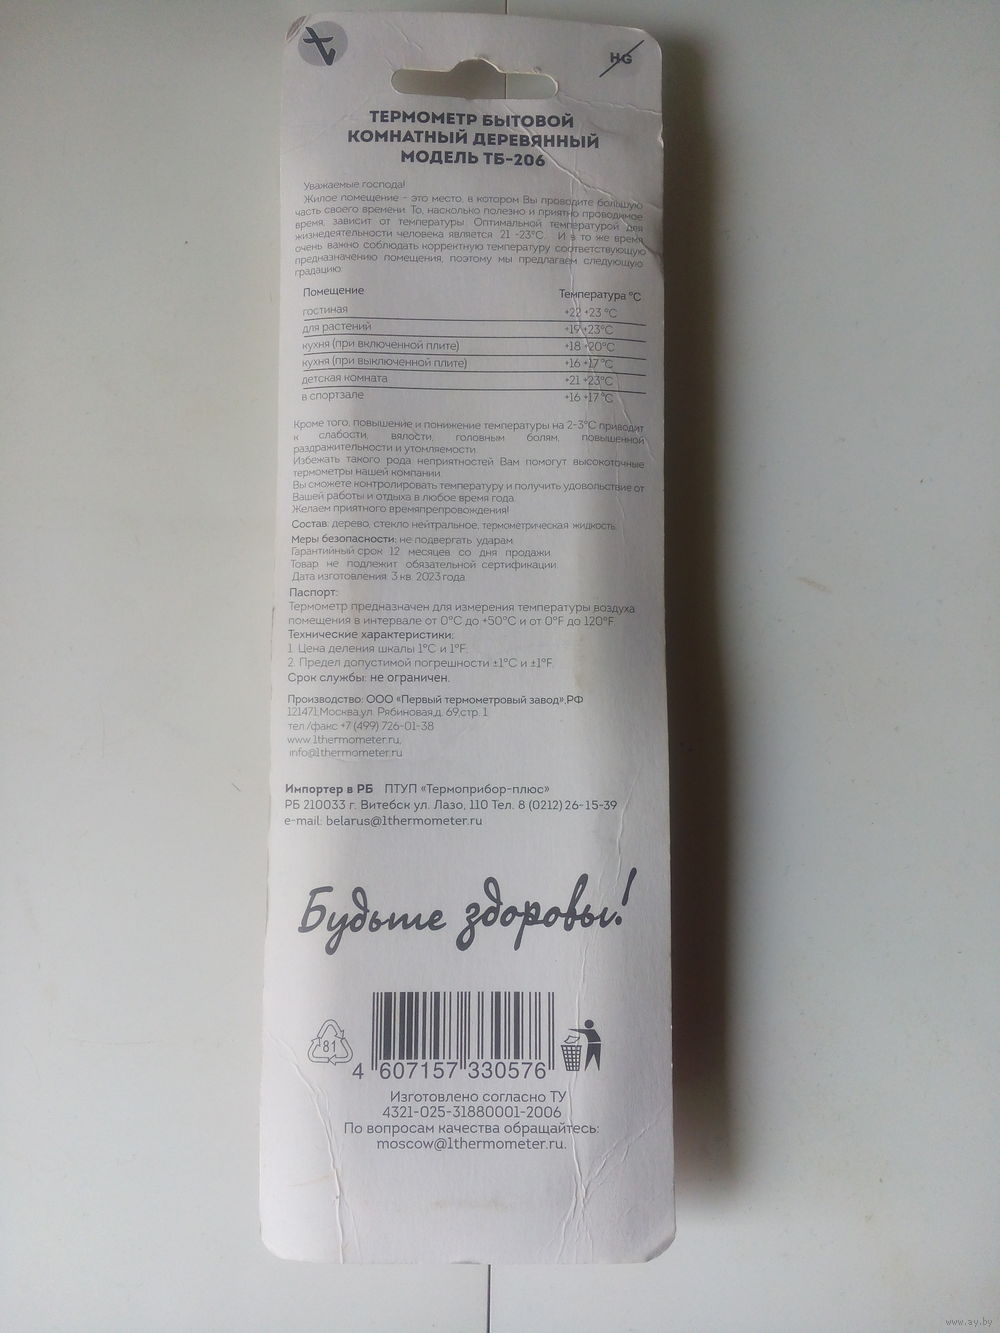 HG
ТЕРМОМЕТР БЫТОВОЙ
КОМНАТНЫЙ ДЕРЕВЯННЫЙ
МОДЕЛЬ ТБ-206
Уважаемые господа!
Жилое помещение - это место, в котором Вы проводите большую
часть своего времени. То, насколько полезно и приятно проводимое
время, зависит от температуры. Оптимальной температурой для
жизнедеятельности человека является 21 -23°С. И в то же время
очень важно соблюдать корректную температуру соответствующую
предназначению помещения, поэтому мы предлагаем следующую
градацию
Помещение Температура °С
гостиная +22 +23 °С
для растений +19 +23°С
кухня (при включенной плите) +18 +20°С
кухня (при выключенной плите) +16 +17 °С
детская комната +21 +23°С
в спортзале +16 +17 °С
Кроме того, повышение и понижение температуры на 2-3°С приводит
к слабости, вялости, головным болям, повышенной
раздражительности и утомляемости.
Избежать такого рода неприятностей Вам помогут высокоточные
термометры нашей компании.
Вы сможете контролировать температуру и получить удовольствие от
Вашей работы и отдыха в любое время года.
Желаем приятного времяпрепровождения!
Состав: дерево, стекло нейтральное, термометрическая жидкость.
Меры безопасности: не подвергать ударам.
Гарантийный срок 12 месяцев со дня продажи
Товар не подлежит обязательной сертификации.
Дата изготовления: 3 кв. 2023 года
Паспорт:
Термометр предназначен для измерения температуры воздуха
помещения в интервале от 0°С до +50°С и от 0°F до 120°F.
Технические характеристики:
1. Цена деления шкалы 1°С и 1°F.
2. Предел допустимой погрешности ±1°С и ±1°F.
Срок службы: не ограничен.
Производство: ООО «Первый термометровый завод»,РФ
121471,Москва,ул. Рябиновая,д. 69,стр. 1
тел./факс +7 (499) 726-01-38
www.1thermometer.ru,
info@1thermometer.ru
Импортер в РБ ПТУП «Термоприбор-плюс»
РБ 210033 г. Витебск ул. Лазо, 110 Тел. 8 (0212) 26-15-39
e-mail: belarus@1thermometer.ru
Будьте здоровы!
81
4 607157 330576
Изготовлено согласно ТУ
4321-025-31880001-2006
По вопросам качества обращайтесь:
moscow@1thermometer.ru.
www.ay.by